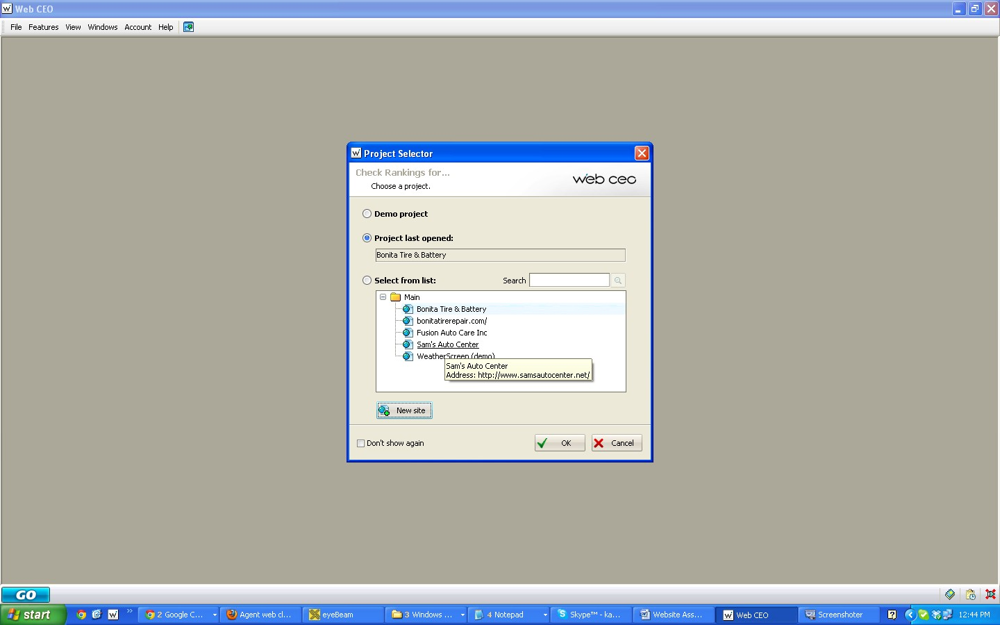 Web CEO
File Features View Windows Account Help
Project Selector
Check Rankings for...
Choose a project.
web ceo
Demo project
Project last opened:
Bonita Tire & Battery
Select from list:
Search
Main
Bonita Tire & Battery
bonitatirerepair.com/
Fusion Auto Care Inc
Sam's Auto Center
WeatherScreen (demo)
Sam's Auto Center
Address: http://www.samsautocenter.net/
New site
Don't show again
OK
Cancel
GO
start
2 Google C...
Agent web cl...
eyeBeam
3 Windows ...
4 Notepad
Skype™ - ka...
Website Ass...
Web CEO
Screenshoter
12:44 PM